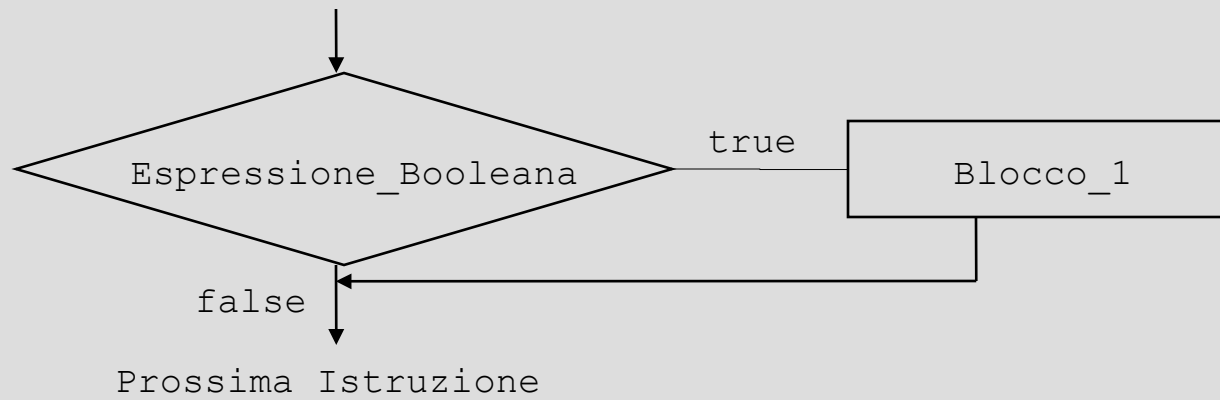 true
Espressione_Booleana
Blocco_1
false
Prossima Istruzione